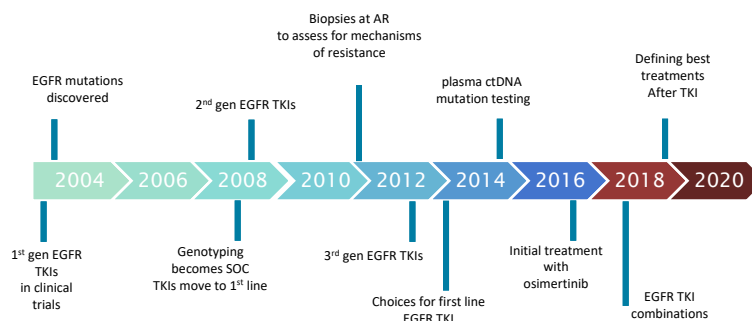 Biopsies at AR
to assess for mechanisms
of resistance
EGFR mutations
discovered
2nd gen EGFR TKIs
plasma ctDNA
mutation testing
Defining best
treatments
After TKI
2004
2006
2008
2010
2012
2014
2016
2018
2020
1st gen EGFR
TKIs
in clinical
trials
Genotyping
becomes SOC
TKIs move to 1st line
3rd gen EGFR TKIs
Choices for first line
EGFR TKI
Initial treatment
with
osimertinib
EGFR TKI
combinations